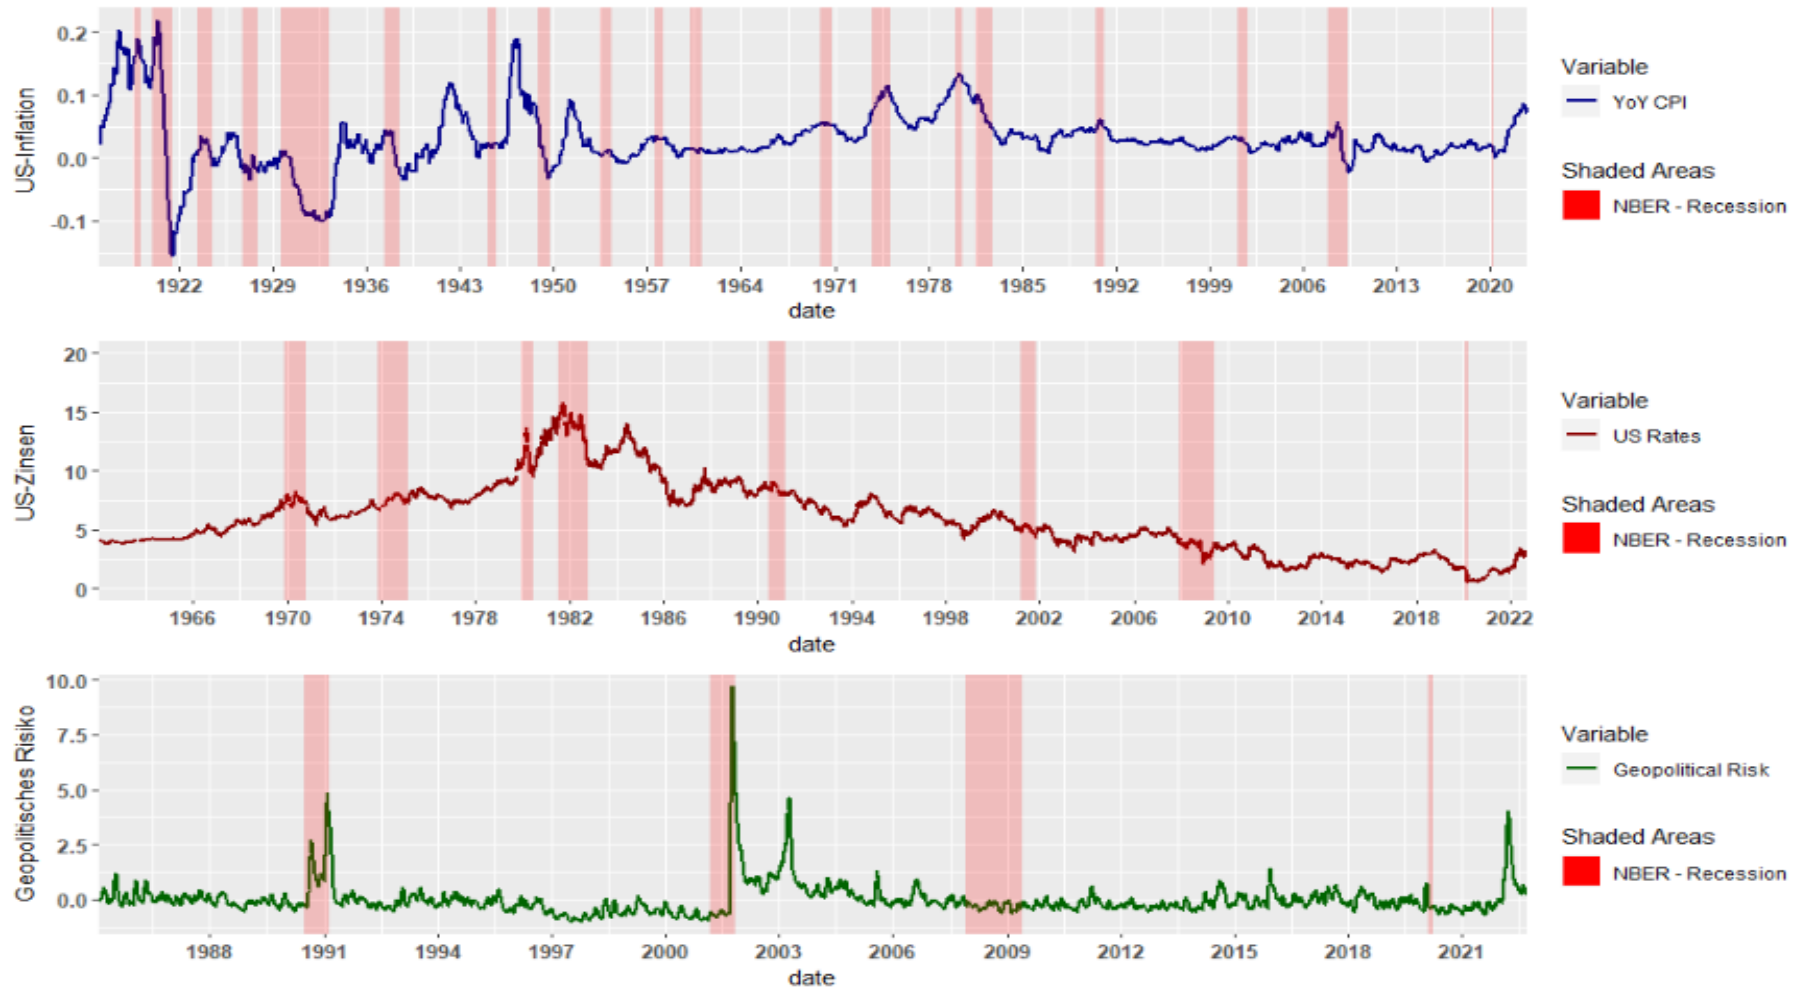 US-Inflation
0.2
0.1
0.0
-0.1
1922 1929 1936 1943 1950 1957 1964 1971 1978 1985 1992 1999 2006 2013 2020
date
Variable
YoY CPI
Shaded Areas
NBER - Recession
US-Zinsen
20
15
10
5
0
1966 1970 1974 1978 1982 1986 1990 1994 1998 2002 2006 2010 2014 2018 2022
date
Variable
US Rates
Shaded Areas
NBER - Recession
Geopolitisches Risiko
10.0
7.5
5.0
2.5
0.0
1988 1991 1994 1997 2000 2003 2006 2009 2012 2015 2018 2021
date
Variable
Geopolitical Risk
Shaded Areas
NBER - Recession